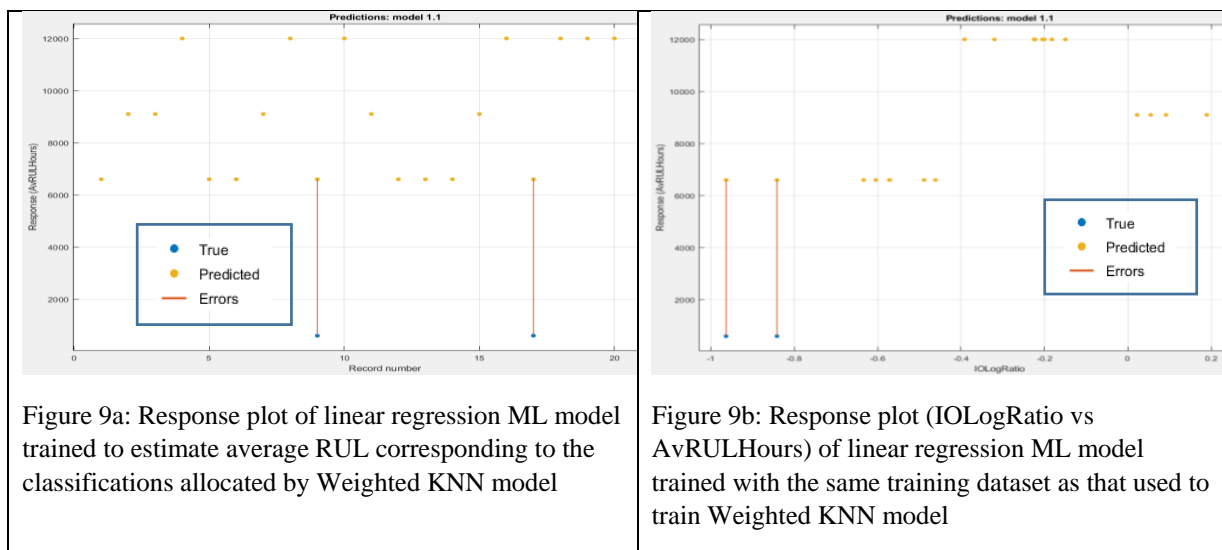 Predictions: model 1.1
12000
10000
8000
6000
4000
2000
Response (AvRULHours)
True
Predicted
Errors
0
5
10
15
20
Record number
Figure 9a: Response plot of linear regression ML model
trained to estimate average RUL corresponding to the
classifications allocated by Weighted KNN model
Predictions: model 1.1
12000
10000
8000
6000
4000
2000
Response (AvRULHours)
True
Predicted
Errors
-1
-0.8
-0.6
-0.4
-0.2
0
0.2
IOLogRatio
Figure 9b: Response plot (IOLogRatio vs
AvRULHours) of linear regression ML model
trained with the same training dataset as that used to
train Weighted KNN model